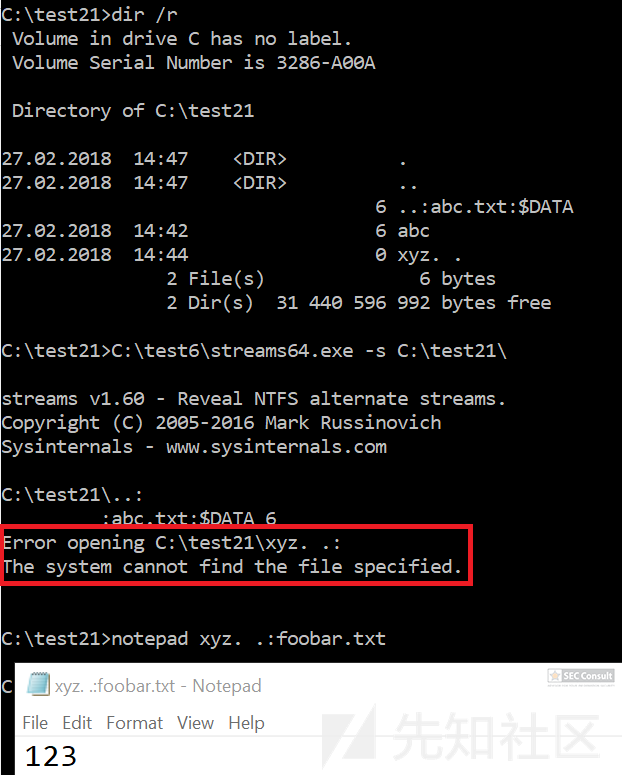 C:\test21>dir /r
 Volume in drive C has no label.
 Volume Serial Number is 3286-A00A

 Directory of C:\test21

27.02.2018  14:47    <DIR>          .
27.02.2018  14:47    <DIR>          ..
                                 6 ..:abc.txt:$DATA
27.02.2018  14:42                 6 abc
27.02.2018  14:44                 0 xyz. .
               2 File(s)              6 bytes
               2 Dir(s)  31 440 596 992 bytes free

C:\test21>C:\test6\streams64.exe -s C:\test21\

streams v1.60 - Reveal NTFS alternate streams.
Copyright (C) 2005-2016 Mark Russinovich
Sysinternals - www.sysinternals.com

C:\test21\..:
         :abc.txt:$DATA 6
Error opening C:\test21\xyz. .:
The system cannot find the file specified.

C:\test21>notepad xyz. .:foobar.txt
C
xyz. .:foobar.txt - Notepad
SEC Consult
File Edit Format View Help
123
先知社区